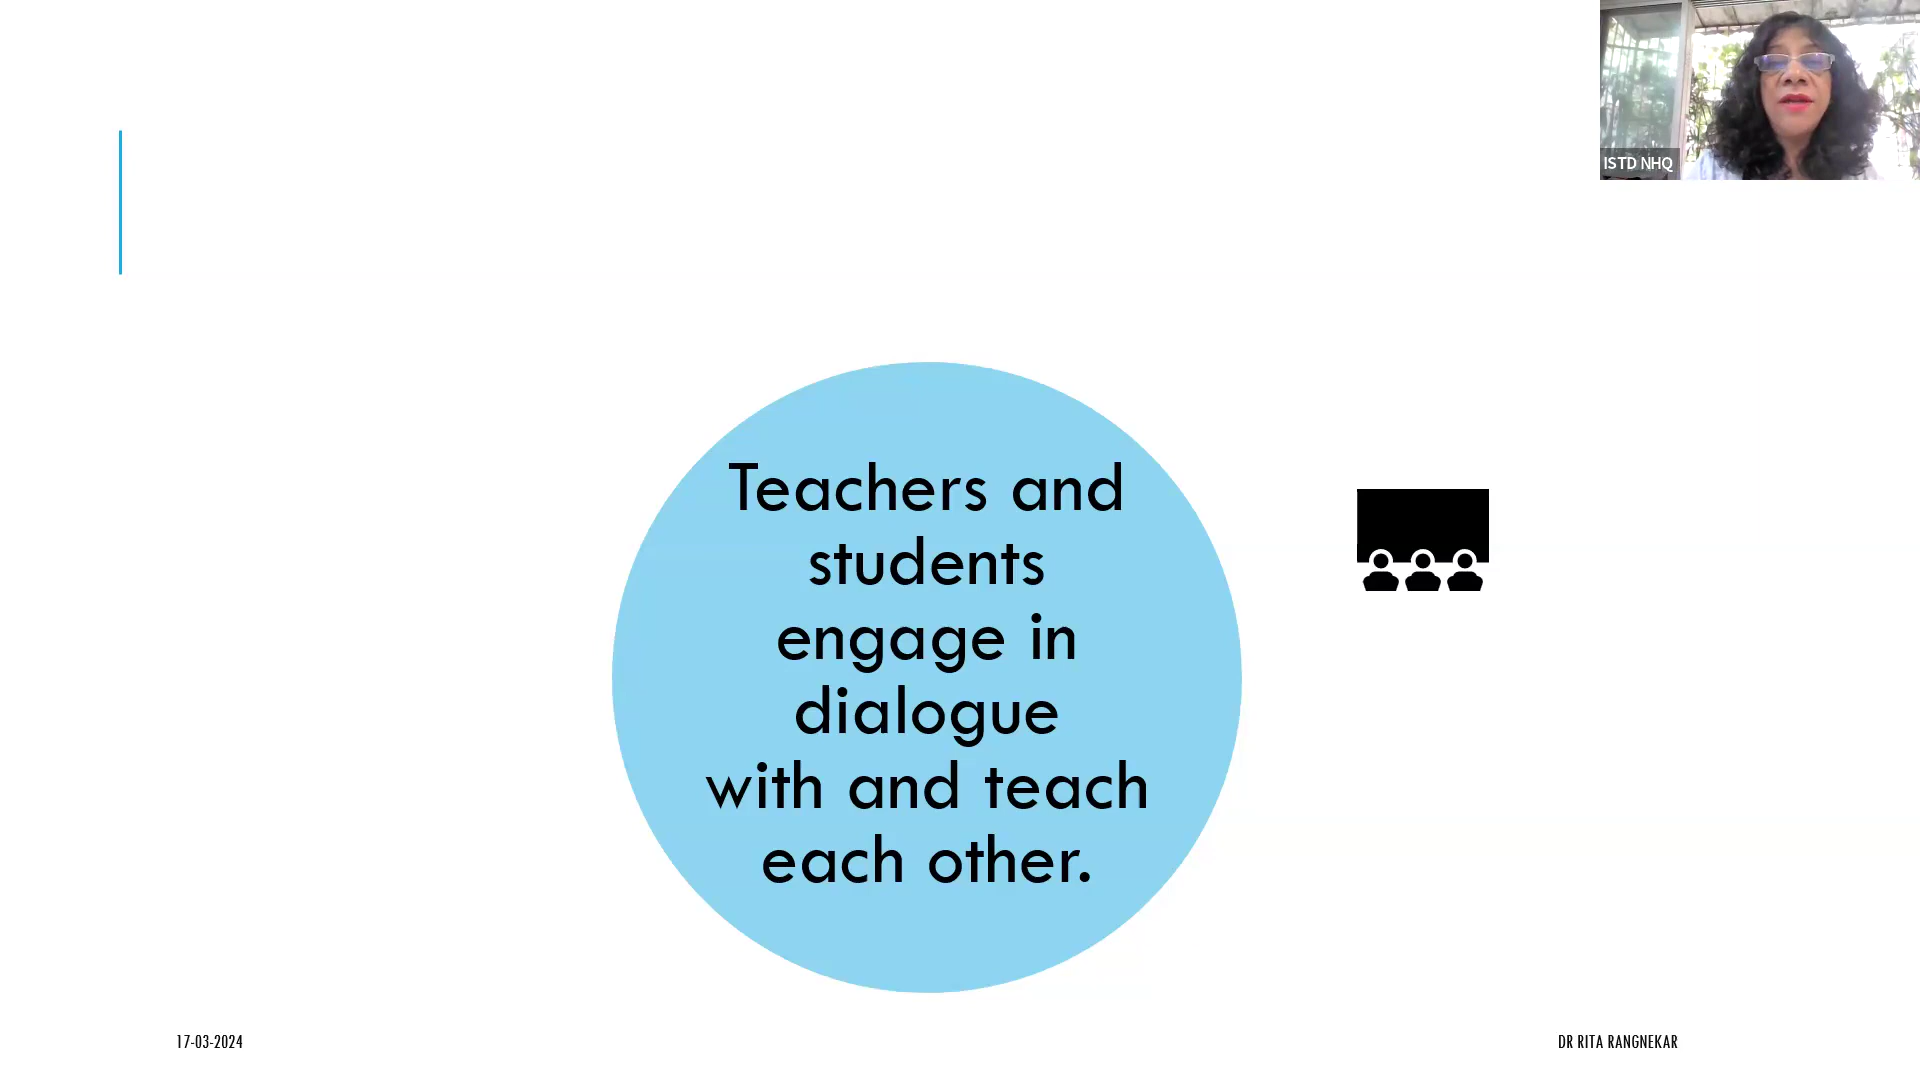 ISTD NHQ
Teachers and
students
engage in
dialogue
with and teach
each other.
17-03-2024
DR RITA RANGNEKAR